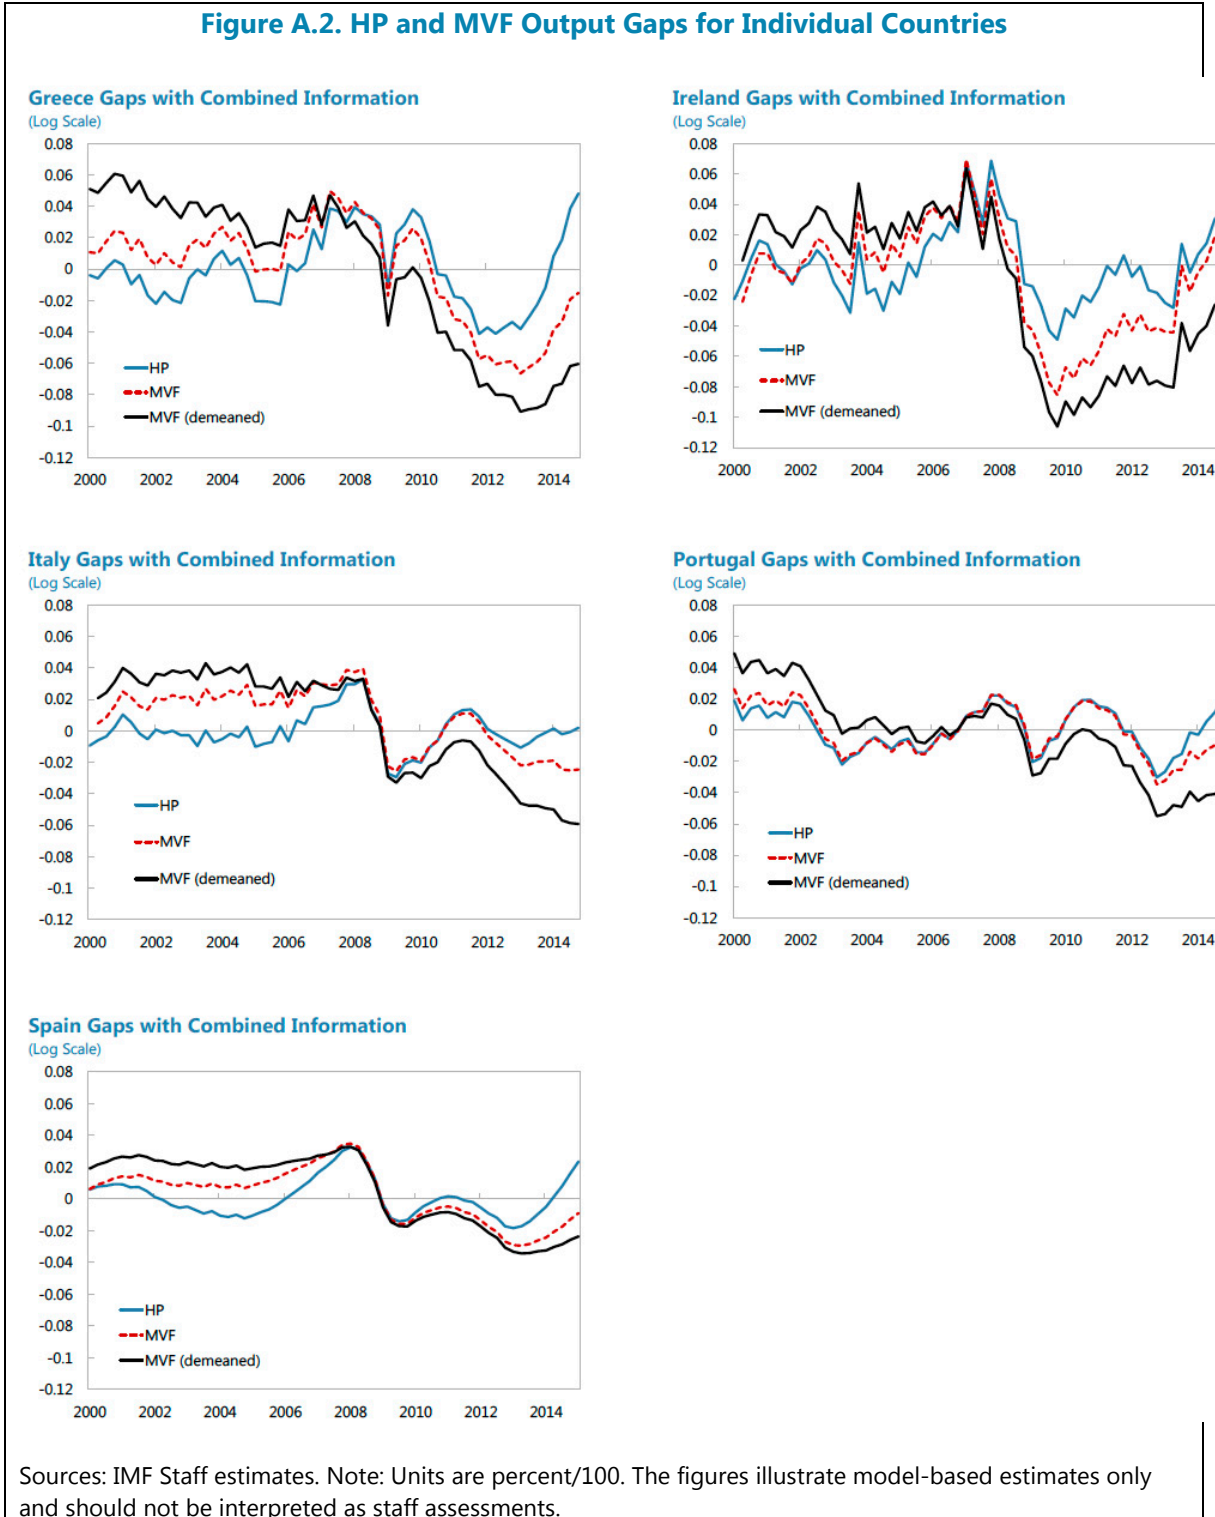 Figure A.2. HP and MVF Output Gaps for Individual Countries
Greece Gaps with Combined Information
(Log Scale)
0.08
0.06
0.04
0.02
0
-0.02
-0.04
-0.06
-0.08
-0.1
-0.12
HP
MVF
MVF (demeaned)
2000 2002 2004 2006 2008 2010 2012 2014
Ireland Gaps with Combined Information
(Log Scale)
0.08
0.06
0.04
0.02
0
-0.02
-0.04
-0.06
-0.08
-0.1
-0.12
HP
MVF
MVF (demeaned)
2000 2002 2004 2006 2008 2010 2012 2014
Italy Gaps with Combined Information
(Log Scale)
0.08
0.06
0.04
0.02
0
-0.02
-0.04
-0.06
-0.08
-0.1
-0.12
HP
MVF
MVF (demeaned)
2000 2002 2004 2006 2008 2010 2012 2014
Portugal Gaps with Combined Information
(Log Scale)
0.08
0.06
0.04
0.02
0
-0.02
-0.04
-0.06
-0.08
-0.1
-0.12
HP
MVF
MVF (demeaned)
2000 2002 2004 2006 2008 2010 2012 2014
Spain Gaps with Combined Information
(Log Scale)
0.08
0.06
0.04
0.02
0
-0.02
-0.04
-0.06
-0.08
-0.1
-0.12
HP
MVF
MVF (demeaned)
2000 2002 2004 2006 2008 2010 2012 2014
Sources: IMF Staff estimates. Note: Units are percent/100. The figures illustrate model-based estimates only
and should not be interpreted as staff assessments.